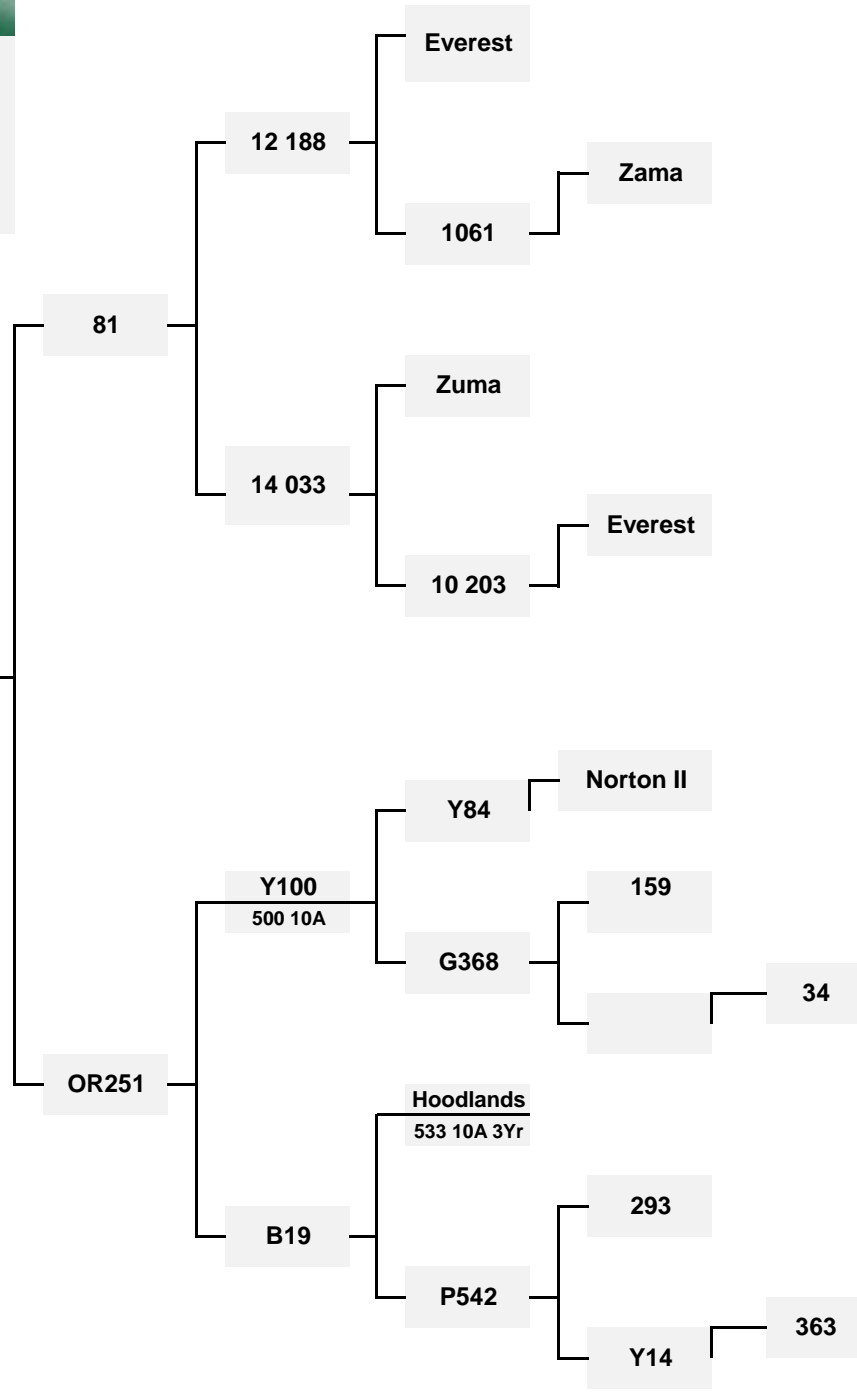 Everest
12 188
Zama
1061
81
Zuma
14 033
Everest
10 203
Norton II
Y84
Y100
500 10A
159
G368
34
OR251
Hoodlands
533 10A 3Yr
293
B19
P542
363
Y14